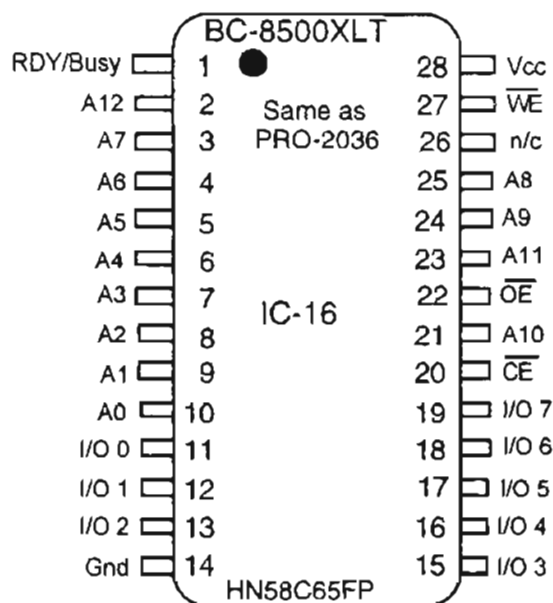 BC-8500XLT
RDY/Busy 1 28 Vcc
A12 2 Same as 27 WE
A7 3 PRO-2036 26 n/c
A6 4 25 A8
A5 5 24 A9
A4 6 23 A11
A3 7 IC-16 22 OE
A2 8 21 A10
A1 9 20 CE
A0 10 19 I/O 7
I/O 0 11 18 I/O 6
I/O 1 12 17 I/O 5
I/O 2 13 16 I/O 4
Gnd 14 15 I/O 3
HN58C65FP